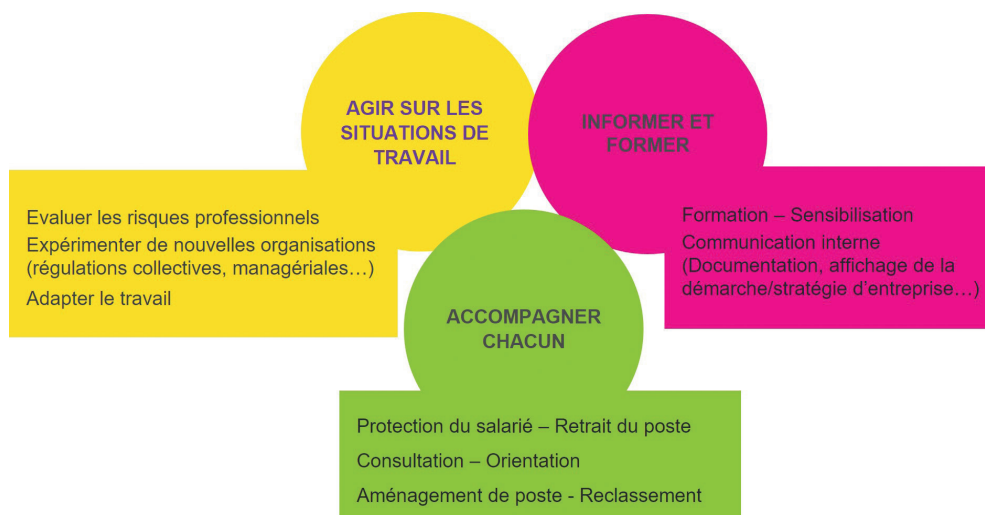 AGIR SUR LES
SITUATIONS DE
TRAVAIL
Evaluer les risques professionnels
Expérimenter de nouvelles organisations
(régulations collectives, managériales…)
Adapter le travail
INFORMER ET
FORMER
Formation – Sensibilisation
Communication interne
(Documentation, affichage de la
démarche/stratégie d’entreprise…)
ACCOMPAGNER
CHACUN
Protection du salarié – Retrait du poste
Consultation – Orientation
Aménagement de poste - Reclassement